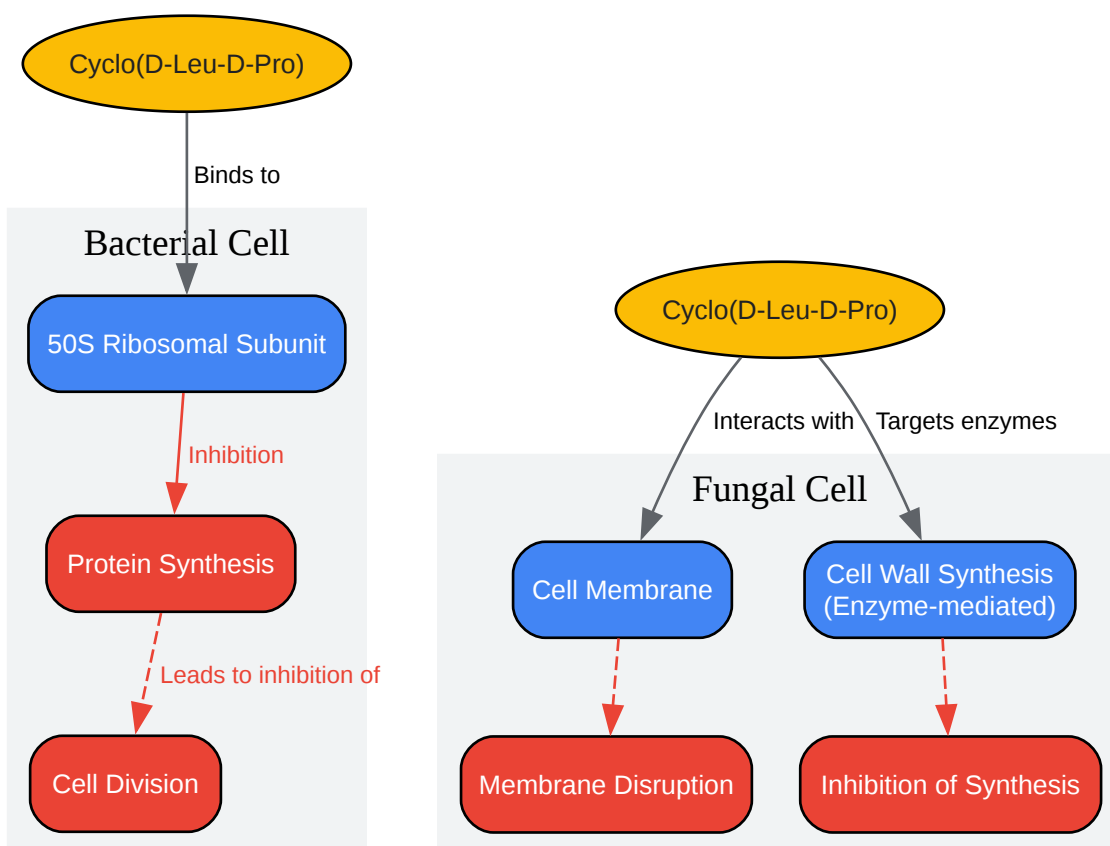 Cyclo(D-Leu-D-Pro)
Binds to
Bacterial Cell
50S Ribosomal Subunit
Inhibition
Protein Synthesis
Leads to inhibition of
Cell Division
Cyclo(D-Leu-D-Pro)
Interacts with
Targets enzymes
Fungal Cell
Cell Membrane
Cell Wall Synthesis
(Enzyme-mediated)
Membrane Disruption
Inhibition of Synthesis